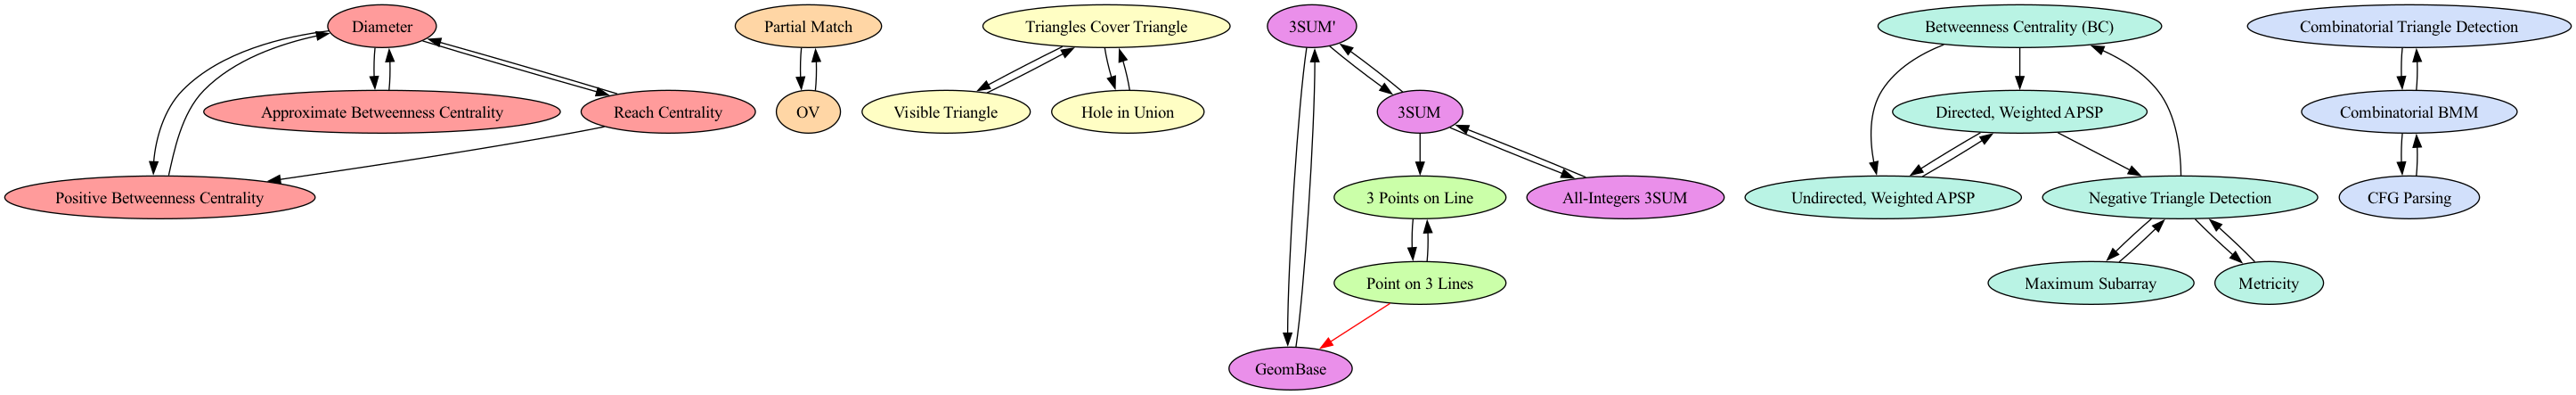 Diameter
Partial Match
Triangles Cover Triangle
3SUM'
Betweenness Centrality (BC)
Combinatorial Triangle Detection
Approximate Betweenness Centrality
Reach Centrality
OV
Visible Triangle
Hole in Union
3SUM
Directed, Weighted APSP
Combinatorial BMM
Positive Betweenness Centrality
3 Points on Line
All-Integers 3SUM
Undirected, Weighted APSP
Negative Triangle Detection
CFG Parsing
Point on 3 Lines
Maximum Subarray
Metricity
GeomBase